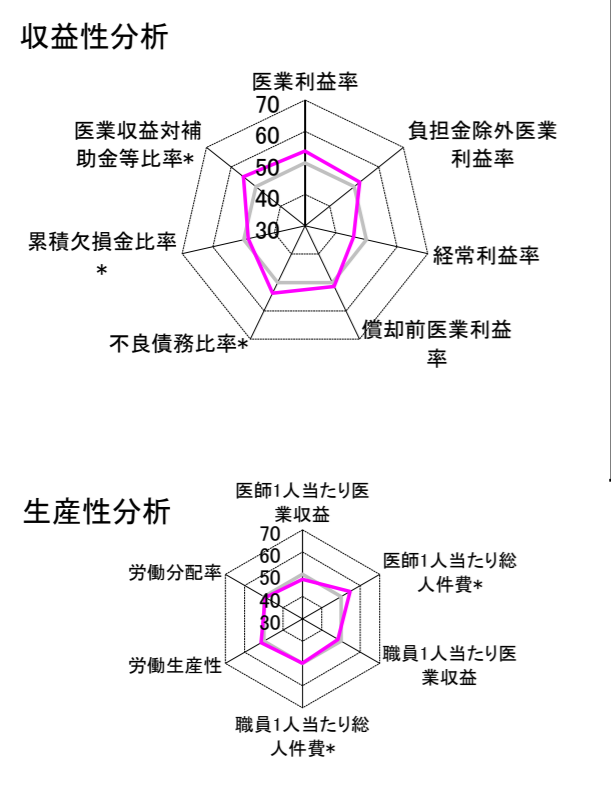 収益性分析
医業利益率
70
60
50
40
30
負担金除外医業
利益率
経常利益率
償却前医業利益
率
不良債務比率*
累積欠損金比率
*
医業収益対補
助金等比率*
生産性分析
医師1人当たり医
業収益
70
60
50
40
30
医師1人当たり総
人件費*
職員1人当たり医
業収益
職員1人当たり総
人件費*
労働生産性
労働分配率